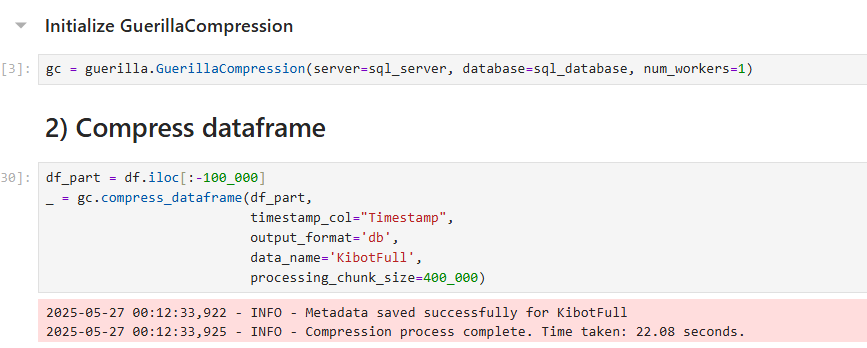 Initialize GuerillaCompression
[3]: gc = guerilla.GuerillaCompression(server=sql_server, database=sql_database, num_workers=1)
2) Compress dataframe
30]: df_part = df.iloc[:-100_000]
_ = gc.compress_dataframe(df_part,
timestamp_col="Timestamp",
output_format='db',
data_name='KibotFull',
processing_chunk_size=400_000)
2025-05-27 00:12:33,922 - INFO - Metadata saved successfully for KibotFull
2025-05-27 00:12:33,925 - INFO - Compression process complete. Time taken: 22.08 seconds.